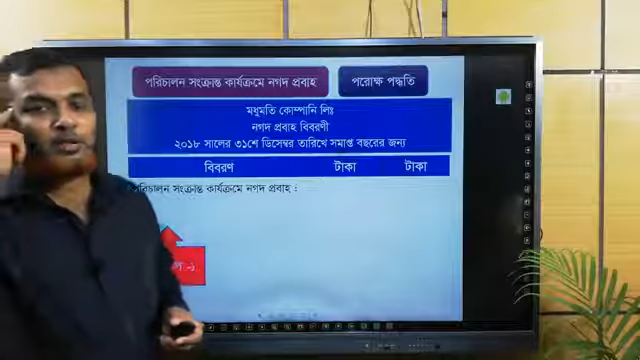 পরিচালন সংক্রান্ত কার্যক্রমে নগদ প্রবাহ পরোক্ষ পদ্ধতি
মধুমতি কোম্পানি লিঃ
নগদ প্রবাহ বিবরণী
২০১৮ সালের ৩১শে ডিসেম্বর তারিখে সমাপ্ত বছরের জন্য
বিবরণ টাকা টাকা
পরিচালন সংক্রান্ত কার্যক্রমে নগদ প্রবাহ :